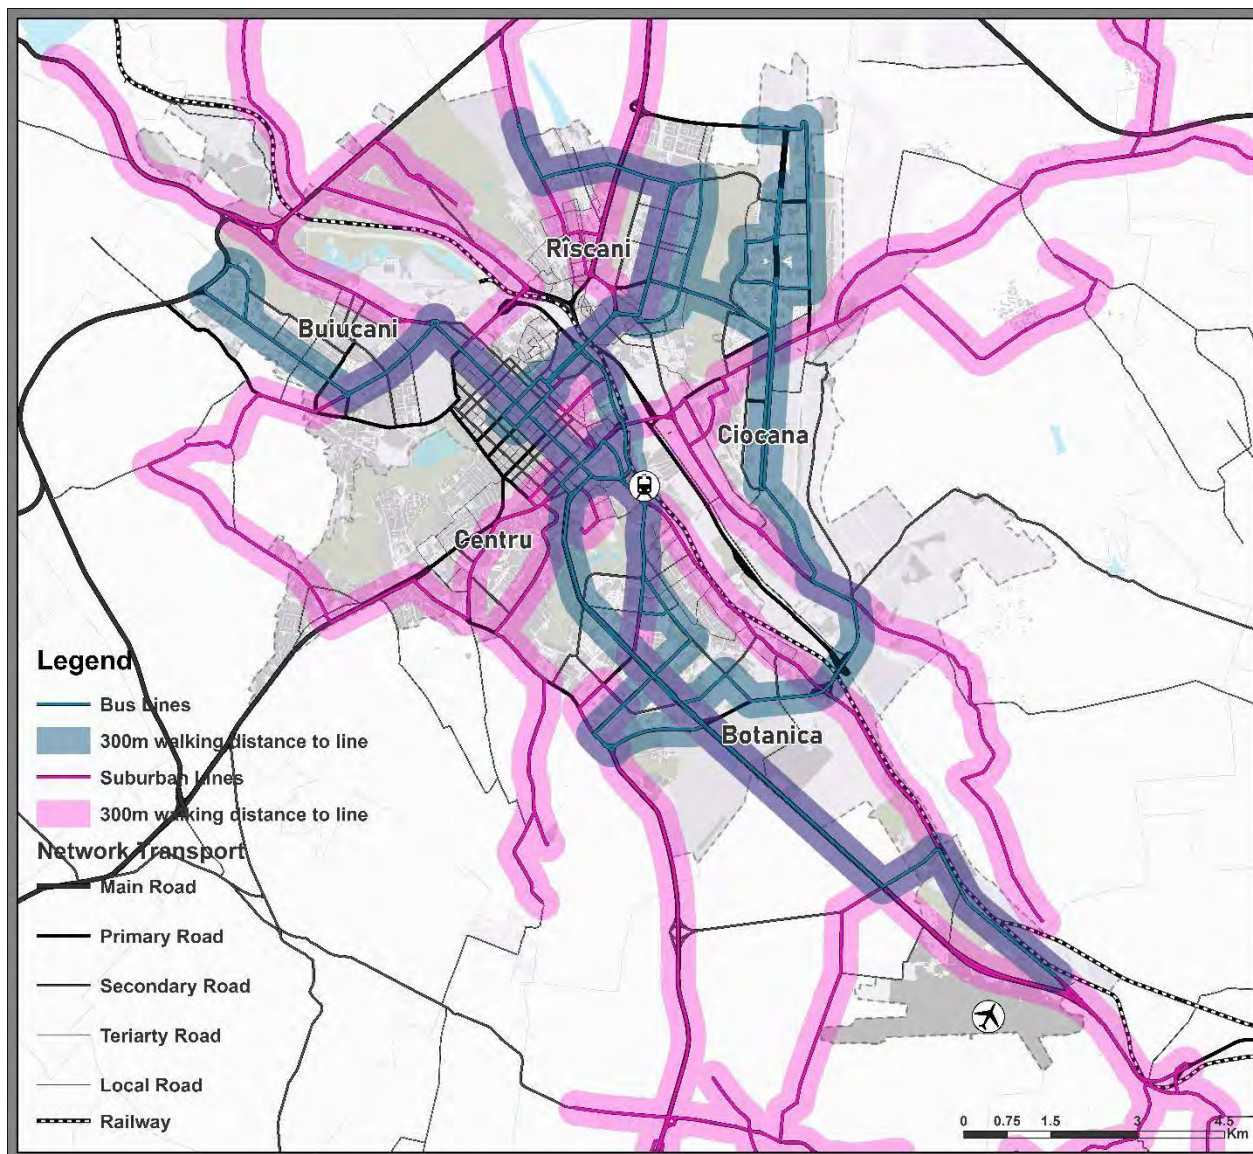 Rîscani
Buiucani
Ciocana
Centru
Botanica
Legend
Bus Lines
300m walking distance to line
Suburban Lines
300m walking distance to line
Network Transport
Main Road
Primary Road
Secondary Road
Teriarty Road
Local Road
Railway
0 0.75 1.5 3 4.5
Km